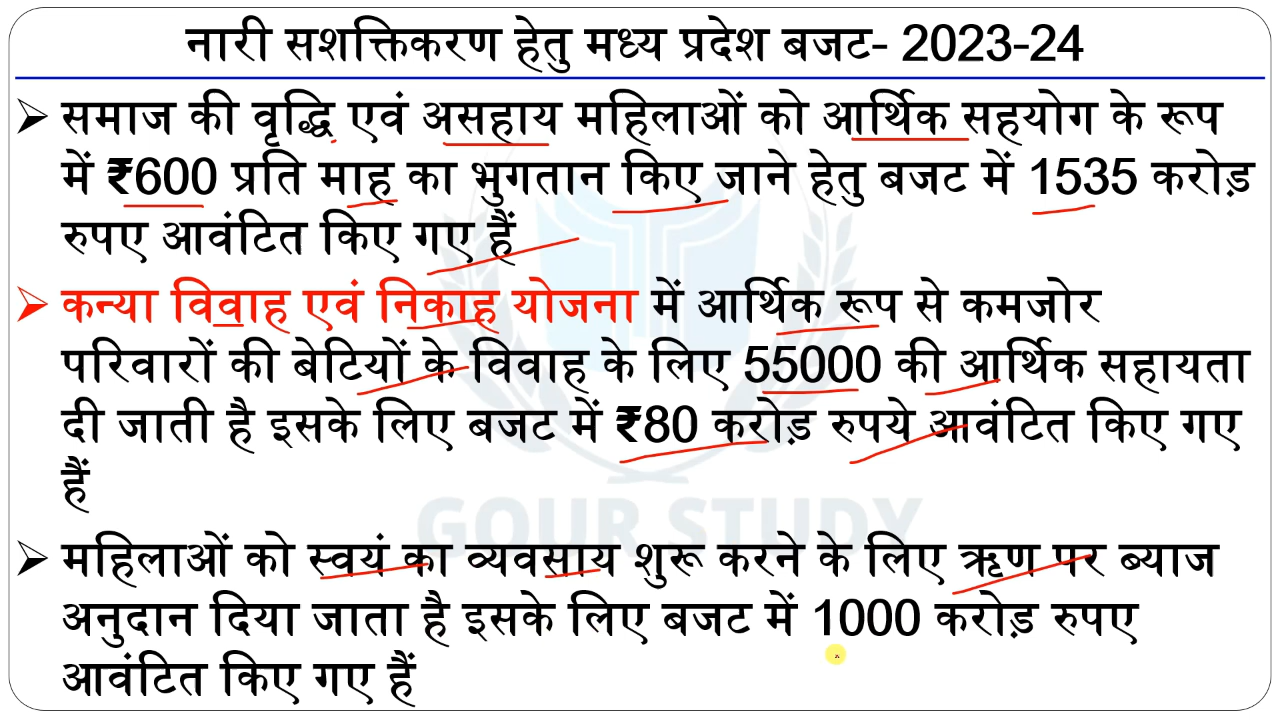 नारी सशक्तिकरण हेतु मध्य प्रदेश बजट- 2023-24
➢ समाज की वृद्धि एवं असहाय महिलाओं को आर्थिक सहयोग के रूप
में ₹600 प्रति माह का भुगतान किए जाने हेतु बजट में 1535 करोड़
रुपए आवंटित किए गए हैं
➢ कन्या विवाह एवं निकाह योजना में आर्थिक रूप से कमजोर
परिवारों की बेटियों के विवाह के लिए 55000 की आर्थिक सहायता
दी जाती है इसके लिए बजट में ₹80 करोड़ रुपये आवंटित किए गए
हैं
GOUR STUDY
➢ महिलाओं को स्वयं का व्यवसाय शुरू करने के लिए ऋण पर ब्याज
अनुदान दिया जाता है इसके लिए बजट में 1000 करोड़ रुपए
आवंटित किए गए हैं